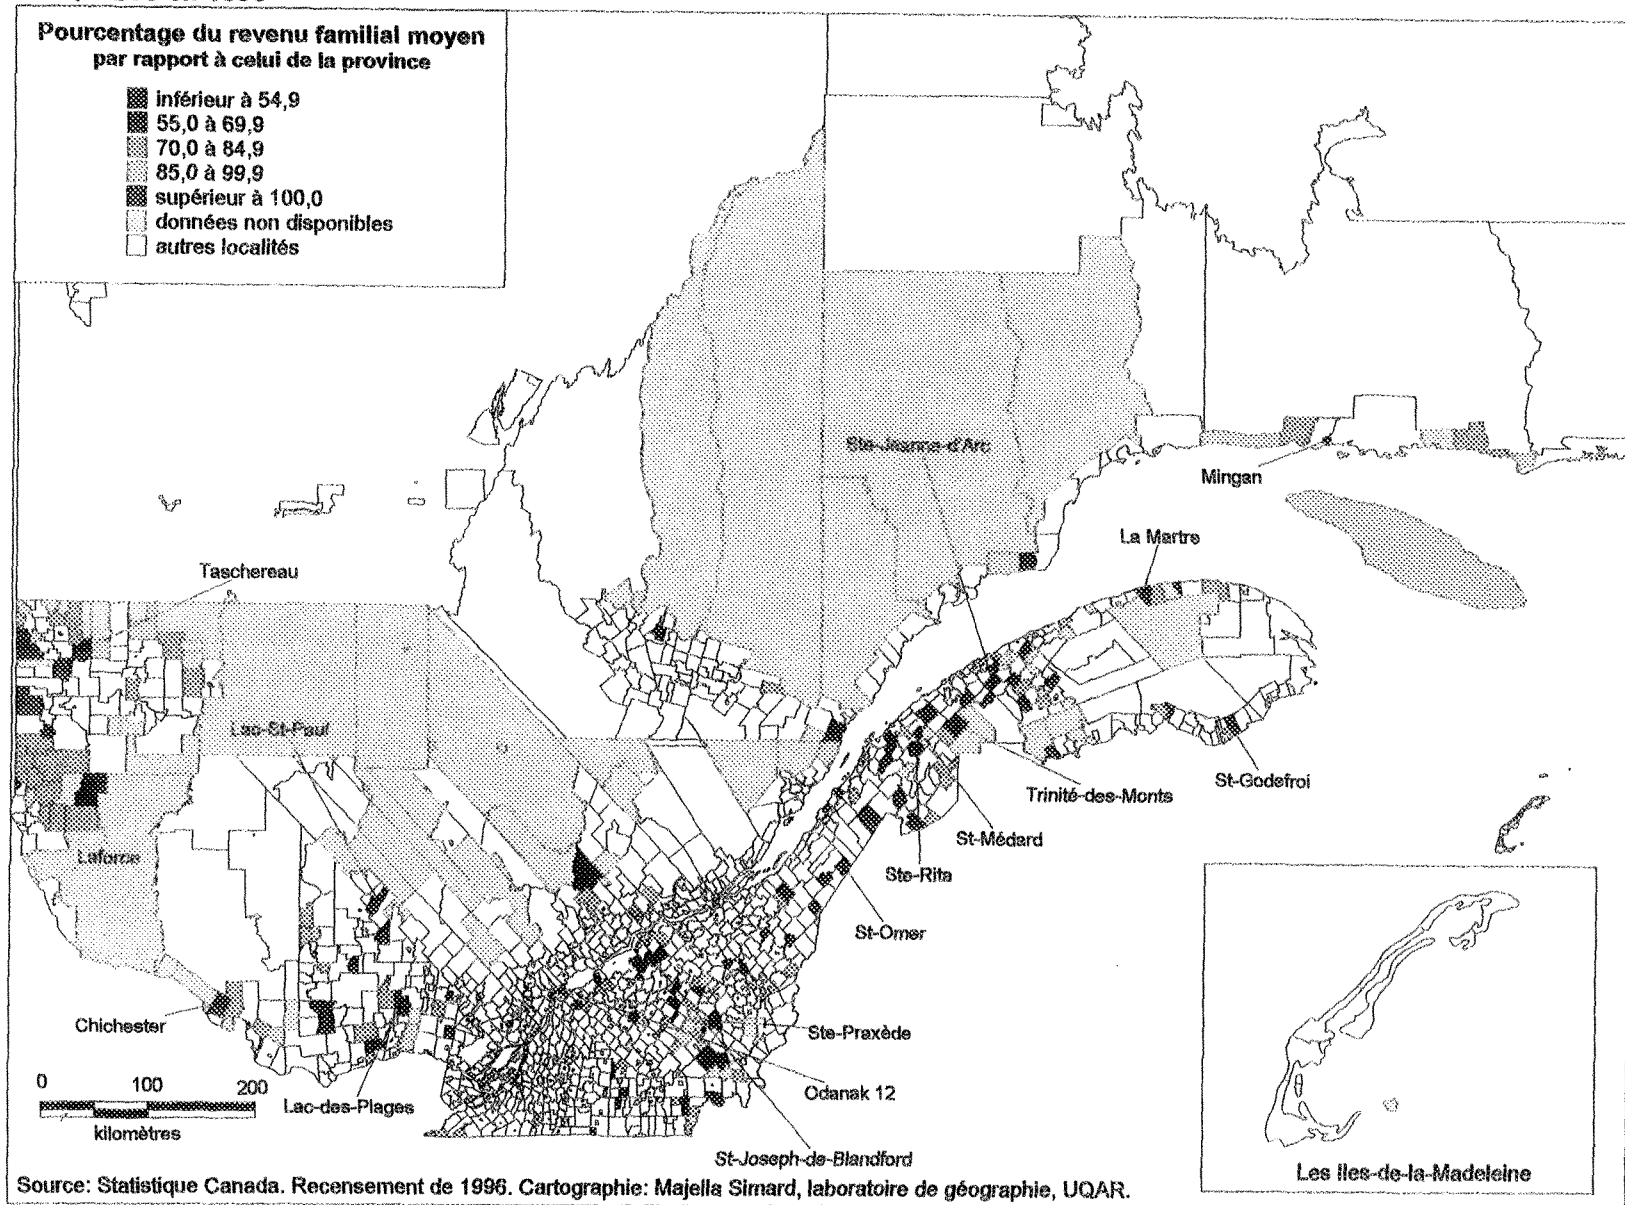 Pourcentage du revenu familial moyen
par rapport à celui de la province
inférieur à 54,9
55,0 à 69,9
70,0 à 84,9
85,0 à 99,9
supérieur à 100,0
données non disponibles
autres localités
Ste-Jeanne-d'Arc
Mingan
La Martre
Taschereau
Lac-St-Paul
St-Godefroi
Trinité-des-Monts
St-Médard
Laforce
Ste-Rita
St-Omer
Chichester
Ste-Praxède
0 100 200
Odanak 12
Lac-des-Plages
kilomètres
St-Joseph-de-Blandford
Les Iles-de-la-Madeleine
Source: Statistique Canada. Recensement de 1996. Cartographie: Majella Simard, laboratoire de géographie, UQAR.